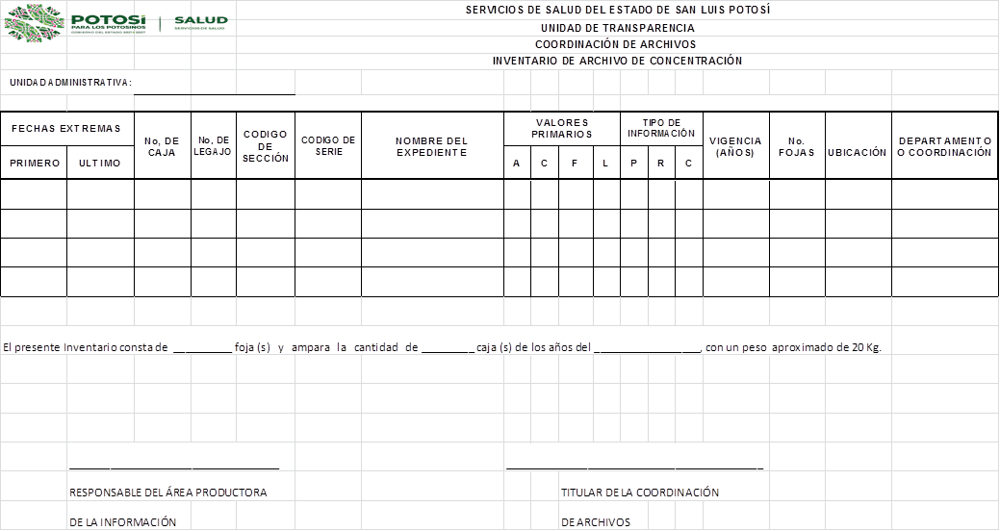 POTOSÍ
PARA LOS POTOSINOS
GOBIERNO DEL ESTADO 2021-2027
SALUD
SERVICIOS DE SALUD
SERVICIOS DE SALUD DEL ESTADO DE SAN LUIS POTOSÍ
UNIDAD DE TRANSPARENCIA
COORDINACIÓN DE ARCHIVOS
INVENTARIO DE ARCHIVO DE CONCENTRACIÓN
UNIDAD ADMINISTRATIVA:
FECHAS EXTREMAS
PRIMERO
ULTIMO
No, DE
CAJA
No, DE
LEGAJO
CODIGO
DE
SECCIÓN
CODIGO DE
SERIE
NOMBRE DEL
EXPEDIENTE
VALORES
PRIMARIOS
A C F L
TIPO DE
INFORMACIÓN
P R C
VIGENCIA
(AÑOS)
No.
FOJAS
UBICACIÓN
DEPARTAMENTO
O COORDINACIÓN
El presente Inventario consta de __________ foja (s) y ampara la cantidad de _________ caja (s) de los años del __________________, con un peso aproximado de 20 Kg.
RESPONSABLE DEL ÁREA PRODUCTORA
DE LA INFORMACIÓN
TITULAR DE LA COORDINACIÓN
DE ARCHIVOS